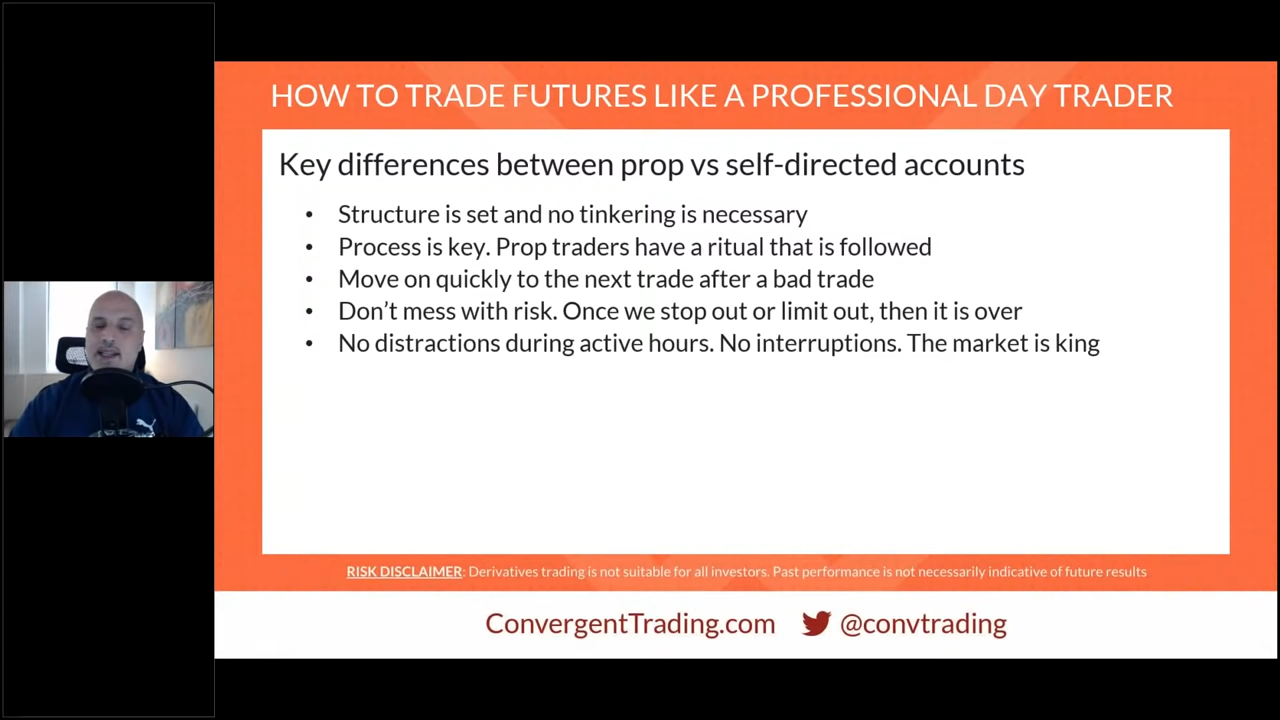 HOW TO TRADE FUTURES LIKE A PROFESSIONAL DAY TRADER
Key differences between prop vs self-directed accounts
• Structure is set and no tinkering is necessary
• Process is key. Prop traders have a ritual that is followed
• Move on quickly to the next trade after a bad trade
• Don’t mess with risk. Once we stop out or limit out, then it is over
• No distractions during active hours. No interruptions. The market is king
RISK DISCLAIMER: Derivatives trading is not suitable for all investors. Past performance is not necessarily indicative of future results
ConvergentTrading.com @convtrading